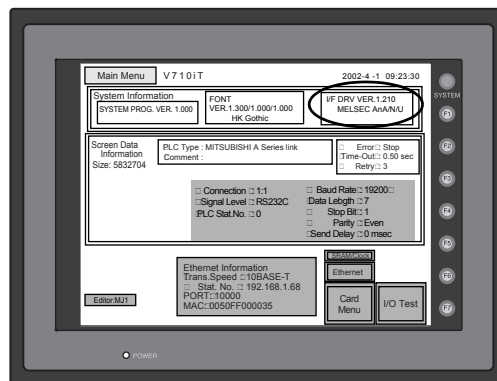 Main Menu V710iT 2002-4 -1 09:23:30
SYSTEM
System Information
SYSTEM PROG. VER. 1.000
FONT
VER.1.300/1.000/1.000
HK Gothic
I/F DRV VER.1.210
MELSEC AnA/N/U
F1
Screen Data
Information
Size: 5832704
PLC Type : MITSUBISHI A Series link
Comment :
Error : Stop
Time-Out : 0.50 sec
Retry : 3
F2
F3
Connection : 1:1
Signal Level : RS232C
PLC Stat.No. : 0
Baud Rate : 19200
Data Lebgth : 7
Stop Bit : 1
Parity : Even
Send Delay : 0 msec
F4
F5
BRAM/Clock
Ethernet Information
Trans.Speed : 10BASE-T
Stat. No. : 192.168.1.68
PORT:10000
MAC:0050FF000035
Ethernet
F6
Editor:MJ1
Card
Menu
I/O Test
F7
POWER